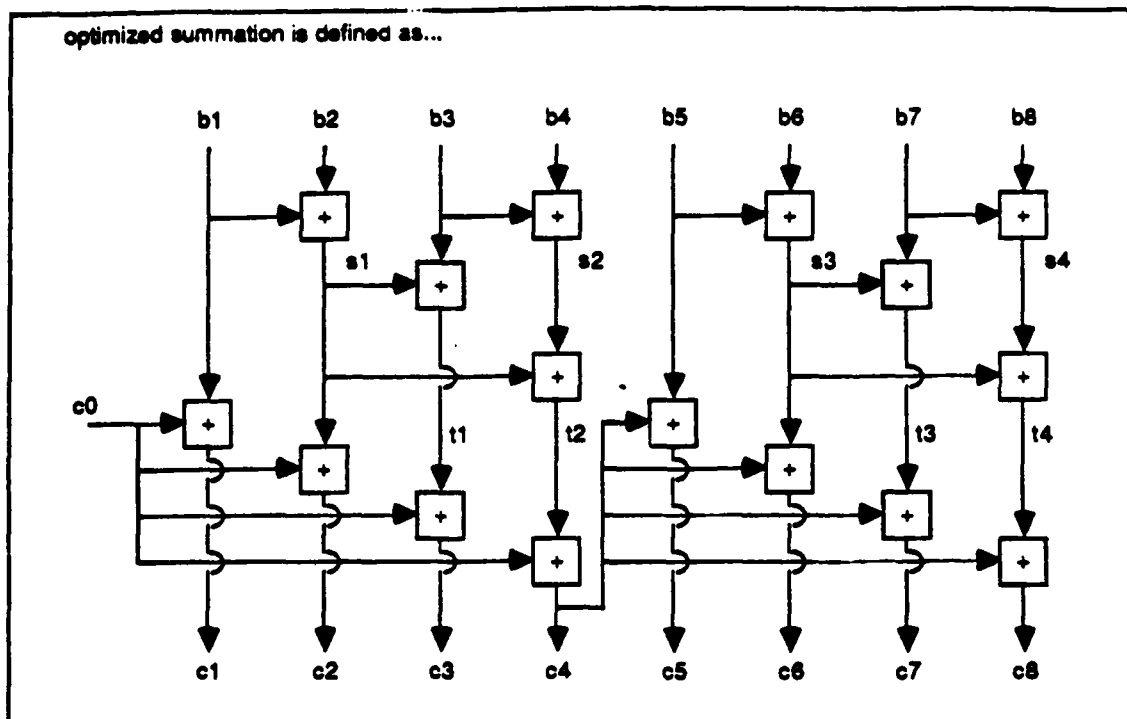 optimized summation is defined as...
b1 b2 b3 b4 b5 b6 b7 b8
+ + + +
s1 s2 s3 s4
+ +
+ +
c0 + +
t1 t2 t3 t4
+ +
+ +
+ +
c1 c2 c3 c4 c5 c6 c7 c8